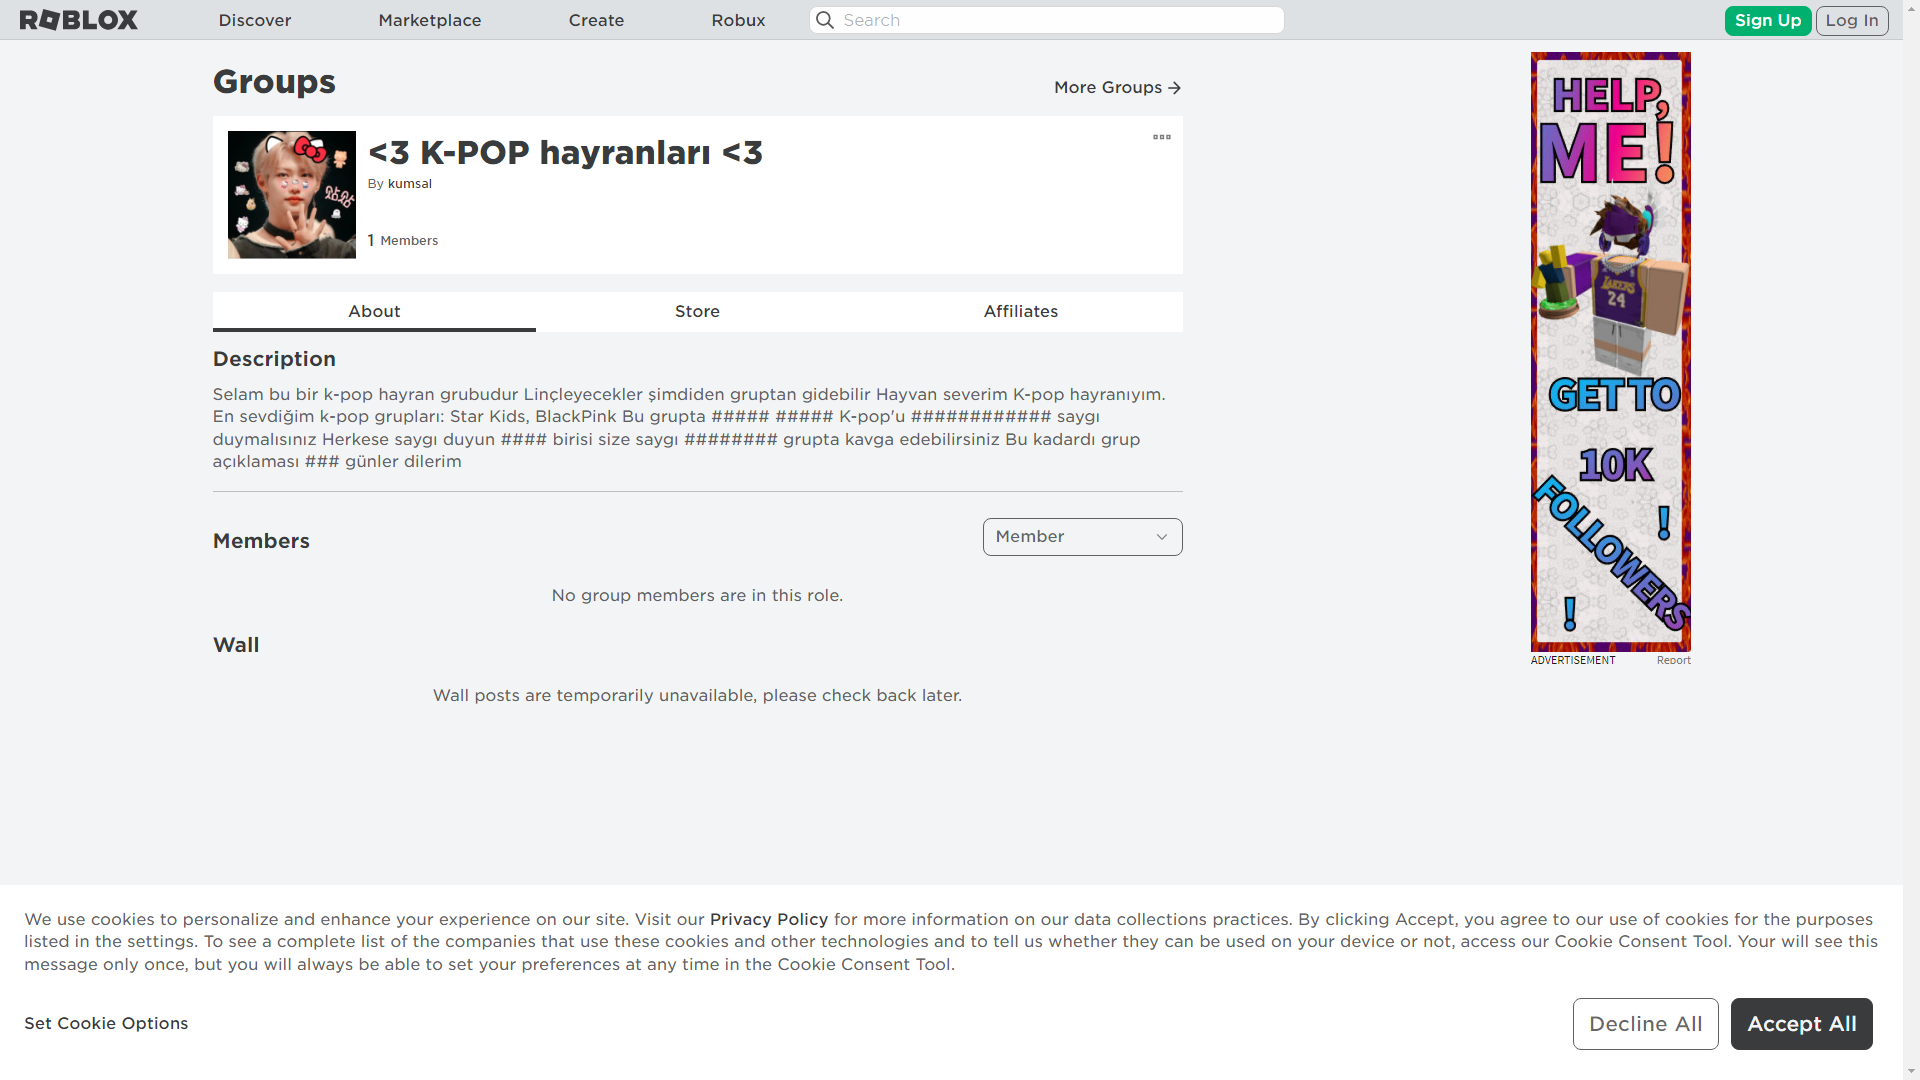 ROBLOX
Discover
Marketplace
Create
Robux
Search
Sign Up
Log In
Groups
More Groups
<3 K-POP hayranları <3
By kumsal
1 Members
About
Store
Affiliates
Description
Selam bu bir k-pop hayran grubudur Linçleyecekler şimdiden gruptan gidebilir Hayvan severim K-pop hayranıyım.
En sevdiğim k-pop grupları: Star Kids, BlackPink Bu grupta ##### ##### K-pop'u ############ saygı
duymalısınız Herkese saygı duyun #### birisi size saygı ######## grupta kavga edebilirsiniz Bu kadardı grup
açıklaması ### günler dilerim
Members
Member
No group members are in this role.
Wall
Wall posts are temporarily unavailable, please check back later.
HELP,
ME!
LAKERS
24
GET TO
10K
FOLLOWERS
!
!
ADVERTISEMENT
Report
We use cookies to personalize and enhance your experience on our site. Visit our Privacy Policy for more information on our data collections practices. By clicking Accept, you agree to our use of cookies for the purposes
listed in the settings. To see a complete list of the companies that use these cookies and other technologies and to tell us whether they can be used on your device or not, access our Cookie Consent Tool. Your will see this
message only once, but you will always be able to set your preferences at any time in the Cookie Consent Tool.
Set Cookie Options
Decline All
Accept All